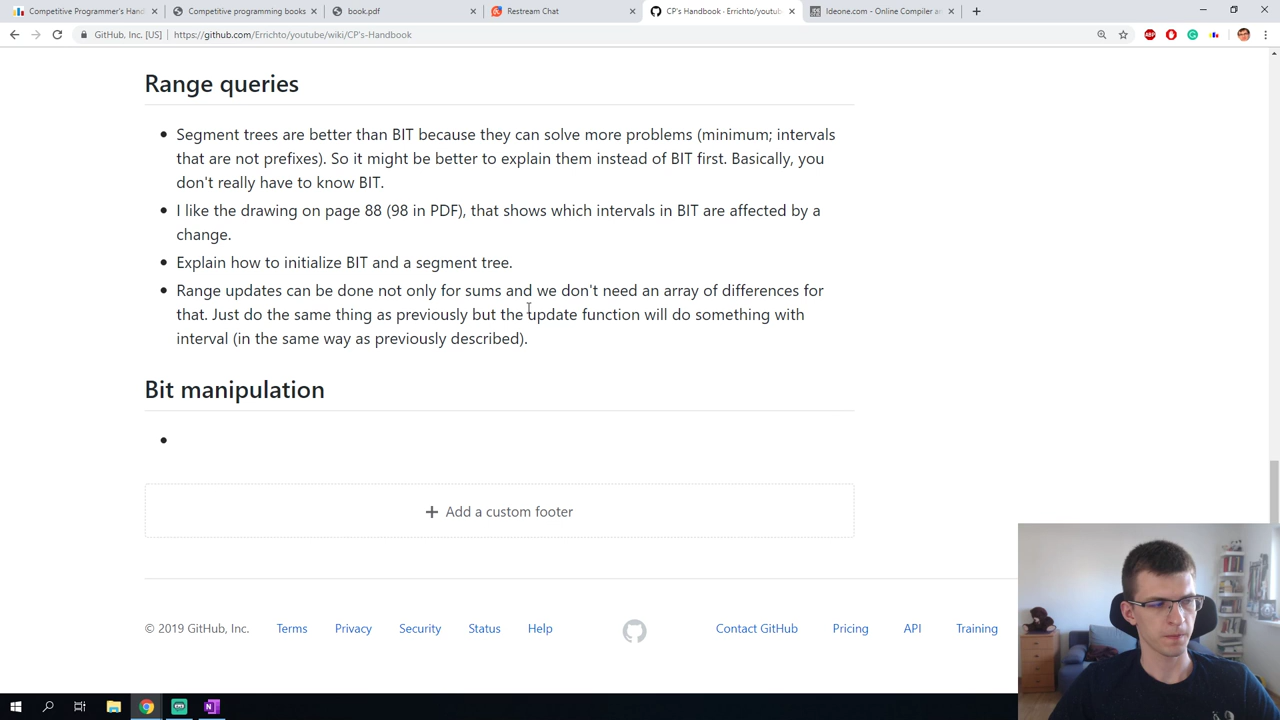 Competitive Programmer's Hand
Competitive programming books
book.pdf
Restream Chat
CP's Handbook · Errichto/youtub
Ideone.com - Online Compiler a
GitHub, Inc. [US]
https://github.com/Errichto/youtube/wiki/CP's-Handbook
Range queries
Segment trees are better than BIT because they can solve more problems (minimum; intervals
that are not prefixes). So it might be better to explain them instead of BIT first. Basically, you
don't really have to know BIT.
I like the drawing on page 88 (98 in PDF), that shows which intervals in BIT are affected by a
change.
Explain how to initialize BIT and a segment tree.
Range updates can be done not only for sums and we don't need an array of differences for
that. Just do the same thing as previously but the update function will do something with
interval (in the same way as previously described).
Bit manipulation
Add a custom footer
© 2019 GitHub, Inc.
Terms
Privacy
Security
Status
Help
Contact GitHub
Pricing
API
Training